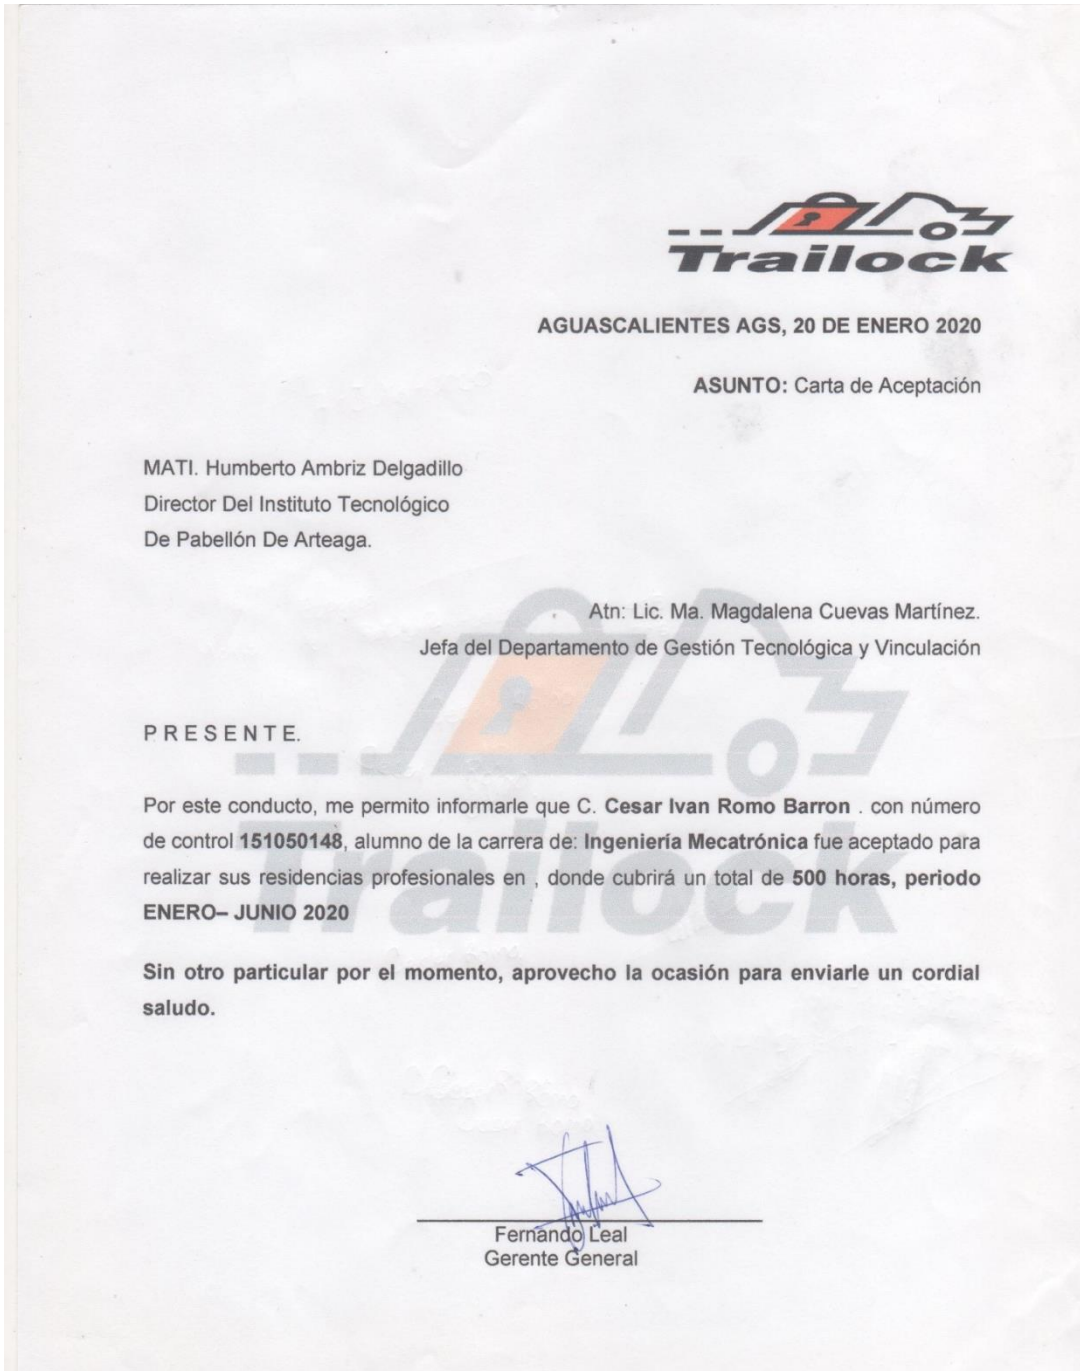 Trailock
AGUASCALIENTES AGS, 20 DE ENERO 2020
ASUNTO: Carta de Aceptación
MATI. Humberto Ambriz Delgadillo
Director Del Instituto Tecnológico
De Pabellón De Arteaga.
Atn: Lic. Ma. Magdalena Cuevas Martínez.
Jefa del Departamento de Gestión Tecnológica y Vinculación
P R E S E N T E.
Por este conducto, me permito informarle que C. Cesar Ivan Romo Barron . con número
de control 151050148, alumno de la carrera de: Ingeniería Mecatrónica fue aceptado para
realizar sus residencias profesionales en , donde cubrirá un total de 500 horas, periodo
ENERO– JUNIO 2020
Trailock
Sin otro particular por el momento, aprovecho la ocasión para enviarle un cordial
saludo.
Fernando Leal
Gerente General